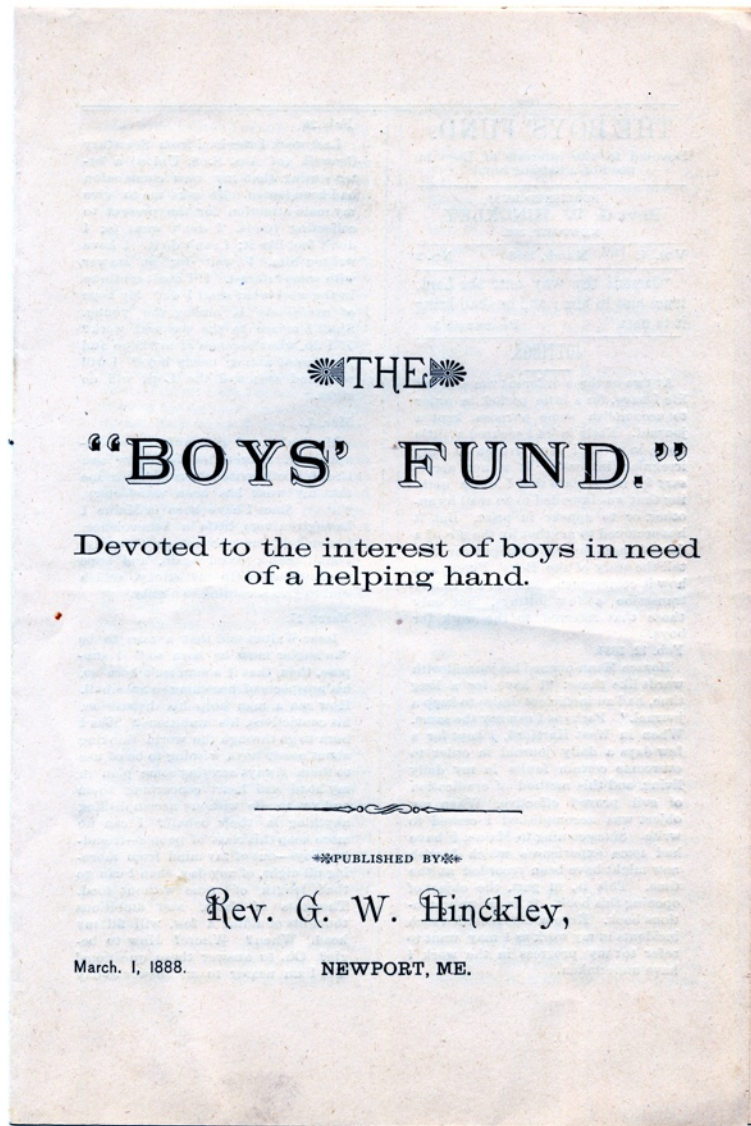 THE
“BOYS’ FUND.”
Devoted to the interest of boys in need
of a helping hand.
PUBLISHED BY
Rev. G. W. Hinckley,
March. 1, 1888. NEWPORT, ME.